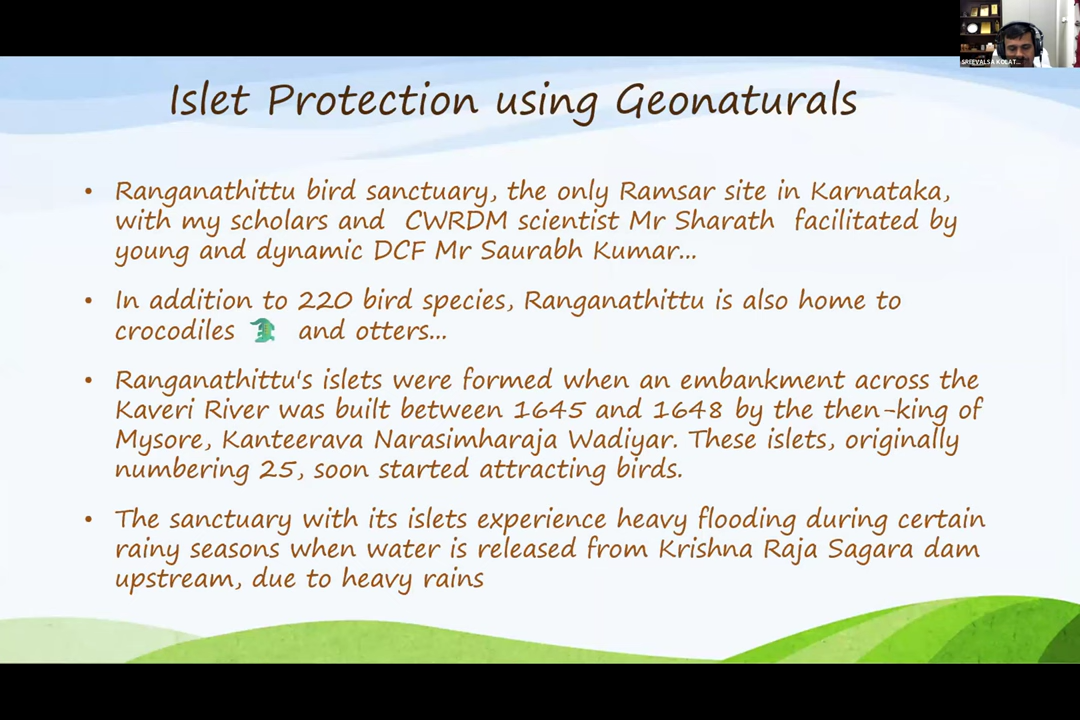 SREEVALSA KOLAT...
Islet Protection using Geonaturals
• Ranganathittu bird sanctuary, the only Ramsar site in Karnataka,
with my scholars and CWRDM scientist Mr Sharath facilitated by
young and dynamic DCF Mr Saurabh Kumar...
• In addition to 220 bird species, Ranganathittu is also home to
crocodiles 🐊 and otters...
• Ranganathittu's islets were formed when an embankment across the
Kaveri River was built between 1645 and 1648 by the then-king of
Mysore, Kanteerava Narasimharaja Wadiyar. These islets, originally
numbering 25, soon started attracting birds.
• The sanctuary with its islets experience heavy flooding during certain
rainy seasons when water is released from Krishna Raja Sagara dam
upstream, due to heavy rains